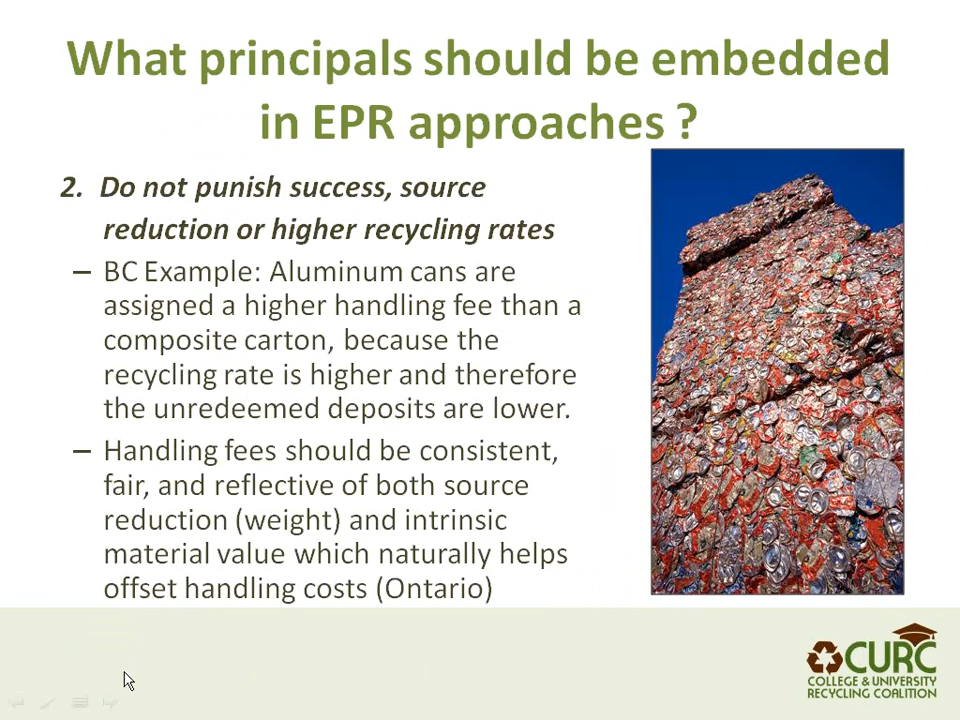 What principals should be embedded
in EPR approaches ?
2. Do not punish success, source
reduction or higher recycling rates
– BC Example: Aluminum cans are
assigned a higher handling fee than a
composite carton, because the
recycling rate is higher and therefore
the unredeemed deposits are lower.
– Handling fees should be consistent,
fair, and reflective of both source
reduction (weight) and intrinsic
material value which naturally helps
offset handling costs (Ontario)
CURC
COLLEGE & UNIVERSITY
RECYCLING COALITION